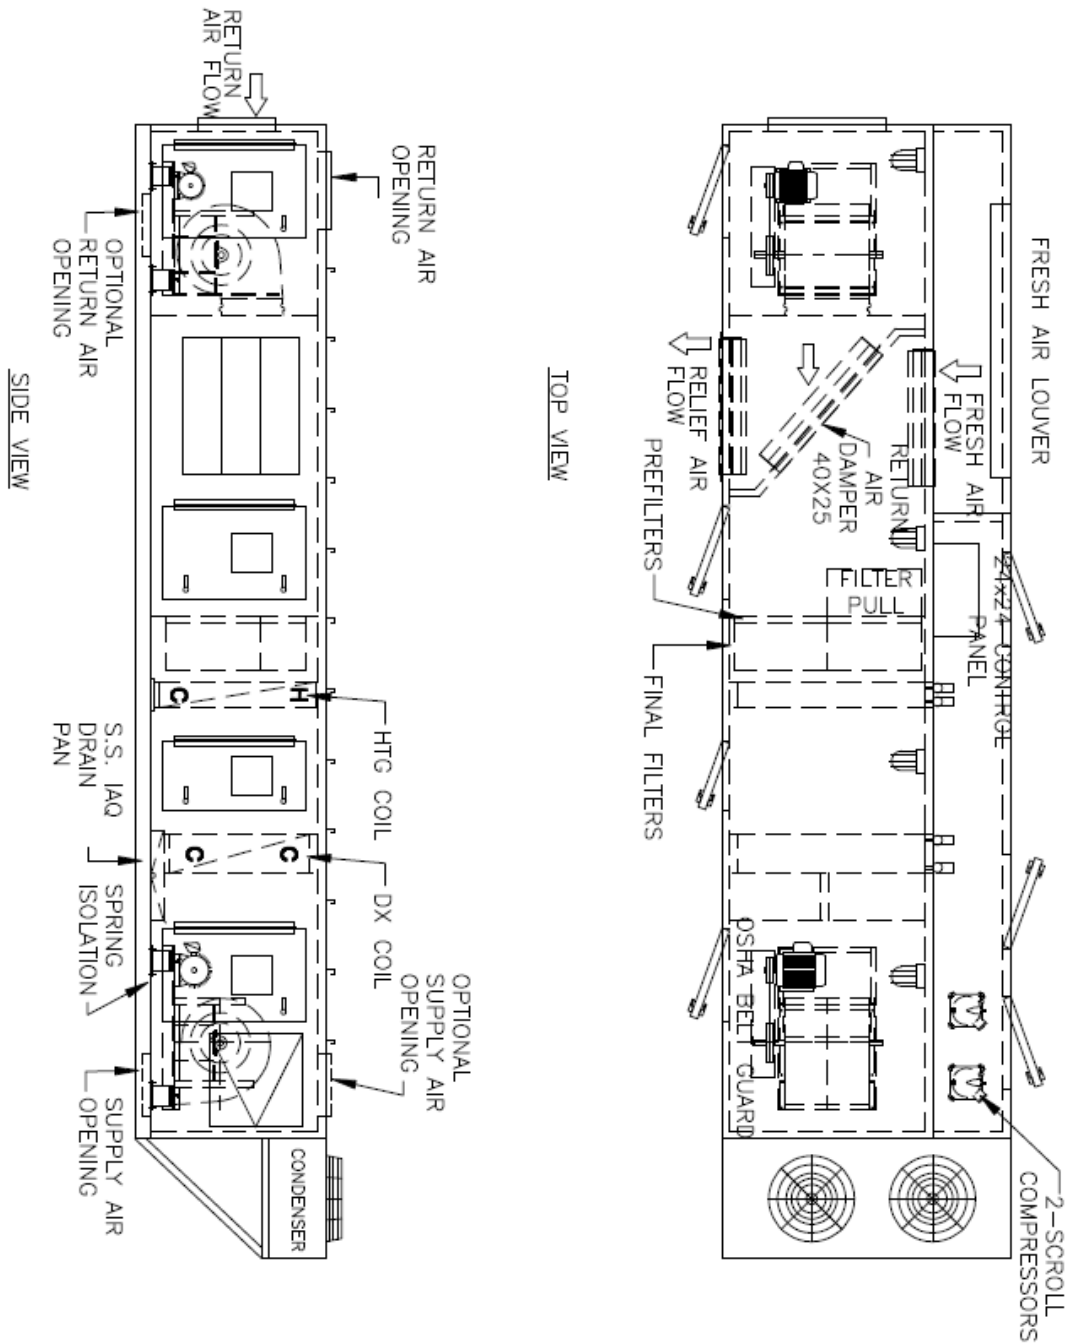 FRESH AIR LOUVER
FRESH AIR
FLOW
24x24 CONTROL
PANEL
2-SCROLL
COMPRESSORS
RETURN
AIR
DAMPER
40X25
FILTER
PULL
OSHA BELT GUARD
RELIEF AIR
FLOW
PREFILTERS
FINAL FILTERS
TOP VIEW
RETURN
AIR FLOW
RETURN AIR
OPENING
HTG COIL
DX COIL
OPTIONAL
SUPPLY AIR
OPENING
H
C
C
C
CONDENSER
OPTIONAL
RETURN AIR
OPENING
S.S. IAQ
DRAIN
PAN
SPRING
ISOLATION
SUPPLY AIR
OPENING
SIDE VIEW